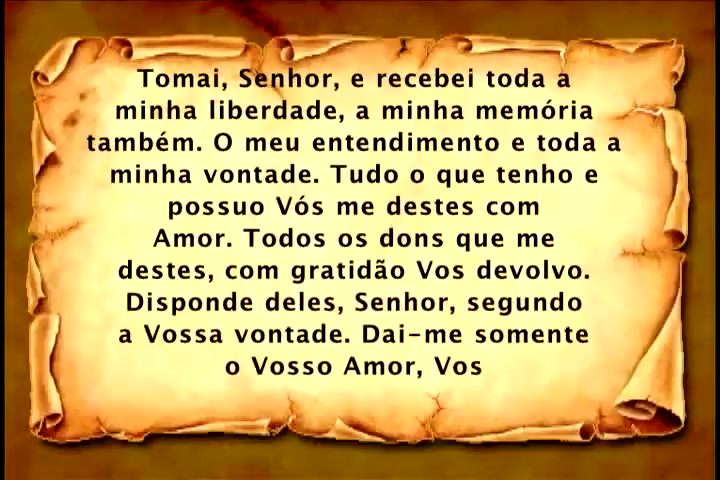 Tomai, Senhor, e recebei toda a
minha liberdade, a minha memória
também. O meu entendimento e toda a
minha vontade. Tudo o que tenho e
possuo Vós me destes com
Amor. Todos os dons que me
destes, com gratidão Vos devolvo.
Disponde deles, Senhor, segundo
a Vossa vontade. Dai-me somente
o Vosso Amor, Vos